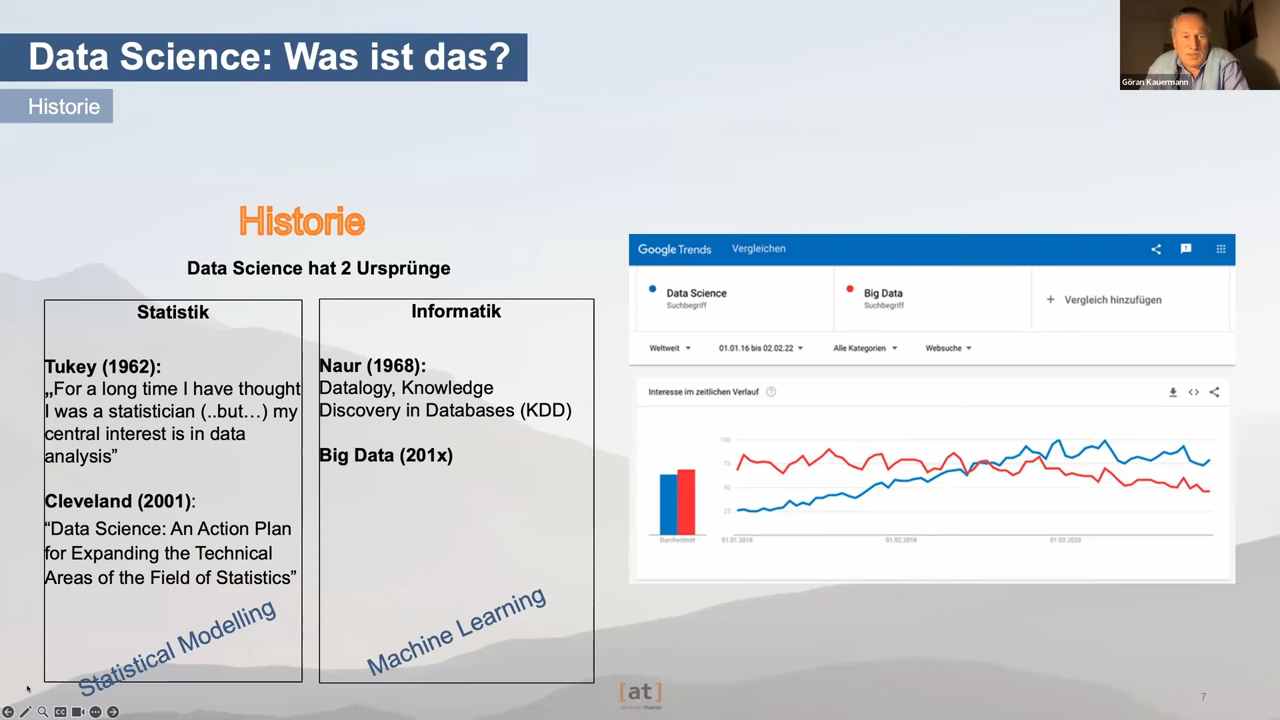 Data Science: Was ist das?
Historie
Göran Kauermann
Historie
Data Science hat 2 Ursprünge
Statistik
Tukey (1962):
„For a long time I have thought
I was a statistician (..but…) my
central interest is in data
analysis”
Cleveland (2001):
“Data Science: An Action Plan
for Expanding the Technical
Areas of the Field of Statistics”
Statistical Modelling
Informatik
Naur (1968):
Datalogy, Knowledge
Discovery in Databases (KDD)
Big Data (201x)
Machine Learning
Google Trends Vergleichen
Data Science
Suchbegriff
Big Data
Suchbegriff
+ Vergleich hinzufügen
Weltweit 01.01.16 bis 02.02.22 Alle Kategorien Websuche
Interesse im zeitlichen Verlauf
100
75
50
25
Durchschnitt
01.01.2016 01.02.2018 01.03.2020
[at]
alexanderthamm
7